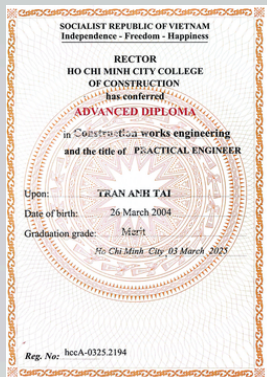 SOCIALIST REPUBLIC OF VIETNAM
Independence - Freedom - Happiness
RECTOR
HO CHI MINH CITY COLLEGE
OF CONSTRUCTION
has conferred
ADVANCED DIPLOMA
in Construction works engineering
and the title of PRACTICAL ENGINEER
Upon: TRAN ANH TAI
Date of birth: 26 March 2004
Graduation grade: Merit
Ho Chi Minh City, 03 March 2025
Reg. No: hccA-0325.2194